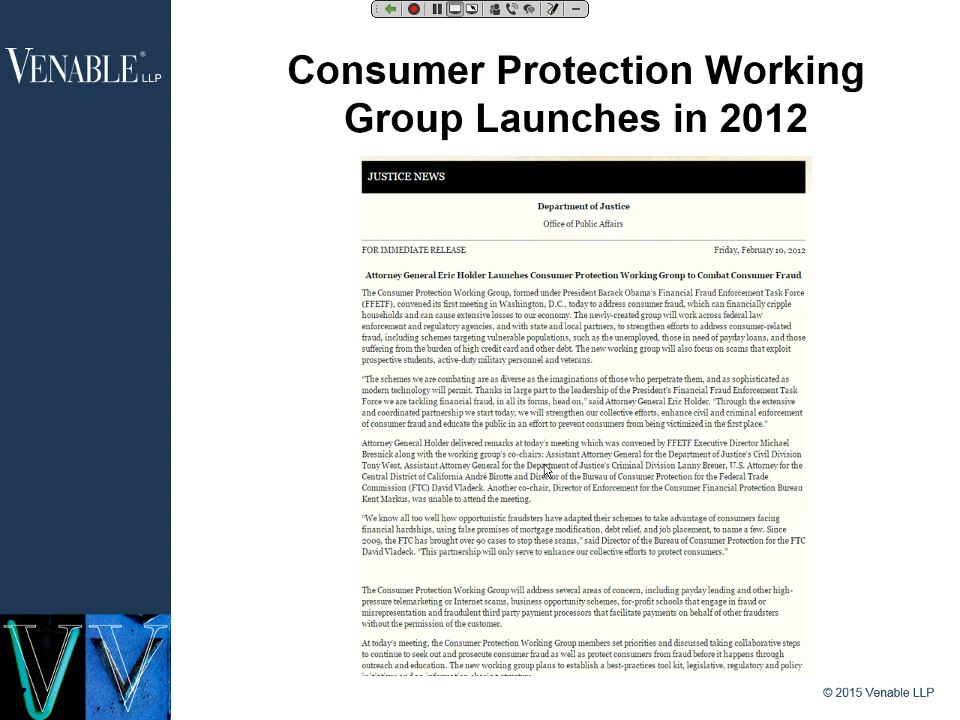 VENABLE® LLP
Consumer Protection Working
Group Launches in 2012
JUSTICE NEWS
Department of Justice
Office of Public Affairs
FOR IMMEDIATE RELEASE Friday, February 10, 2012
Attorney General Eric Holder Launches Consumer Protection Working Group to Combat Consumer Fraud
The Consumer Protection Working Group, formed under President Barack Obama's Financial Fraud Enforcement Task Force
(FFETF), convened its first meeting in Washington, D.C., today to address consumer fraud, which can financially cripple
households and can cause extensive losses to our economy. The newly-created group will work across federal law
enforcement and regulatory agencies, and with state and local partners, to strengthen efforts to address consumer-related
fraud, including schemes targeting vulnerable populations, such as the unemployed, those in need of payday loans, and those
suffering from the burden of high credit card and other debt. The new working group will also focus on scams that exploit
prospective students, active-duty military personnel and veterans.
"The schemes we are combating are as diverse as the imaginations of those who perpetrate them, and as sophisticated as
modern technology will permit. Thanks in large part to the leadership of the President's Financial Fraud Enforcement Task
Force we are tackling financial fraud, in all its forms, head on," said Attorney General Eric Holder. "Through the extensive
and coordinated partnership we start today, we will strengthen our collective efforts, enhance civil and criminal enforcement
of consumer fraud and educate the public in an effort to prevent consumers from being victimized in the first place."
Attorney General Holder delivered remarks at today's meeting which was convened by FFETF Executive Director Michael
Bresnick along with the working group's co-chairs: Assistant Attorney General for the Department of Justice's Civil Division
Tony West, Assistant Attorney General for the Department of Justice's Criminal Division Lanny Breuer, U.S. Attorney for the
Central District of California André Birotte and Director of the Bureau of Consumer Protection for the Federal Trade
Commission (FTC) David Vladeck. Another co-chair, Director of Enforcement for the Consumer Financial Protection Bureau
Kent Markus, was unable to attend the meeting.
"We know all too well how opportunistic fraudsters have adapted their schemes to take advantage of consumers facing
financial hardships, using false promises of mortgage modification, debt relief, and job placement, to name a few. Since
2009, the FTC has brought over 90 cases to stop these scams," said Director of the Bureau of Consumer Protection for the FTC
David Vladeck. "This partnership will only serve to enhance our collective efforts to protect consumers."
The Consumer Protection Working Group will address several areas of concern, including payday lending and other high-
pressure telemarketing or Internet scams, business opportunity schemes, for-profit schools that engage in fraud or
misrepresentation and fraudulent third party payment processors that facilitate payments on behalf of other fraudsters
without the permission of the customer.
At today's meeting, the Consumer Protection Working Group members set priorities and discussed taking collaborative steps
to continue to seek out and prosecute consumer fraud as well as protect consumers from fraud before it happens through
outreach and education. The new working group plans to establish a best-practices tool kit, legislative, regulatory and policy
initiatives and an information sharing structure.
V V
© 2015 Venable LLP